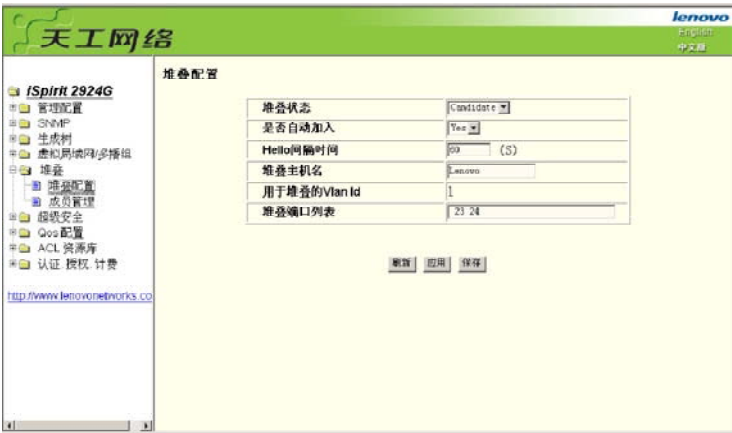 天工网络
lenovo
English
中文版
iSpirit 2924G
管理配置
SNMP
生成树
虚拟局域网/多播组
堆叠
堆叠配置
成员管理
超级安全
Qos配置
ACL 资源库
认证.授权.计费
http://www.lenovonetworks.co
堆叠配置
堆叠状态 Candidate
是否自动加入 Yes
Hello间隔时间 60 (S)
堆叠主机名 Lenovo
用于堆叠的Vlan Id 1
堆叠端口列表 23 24
刷新 应用 保存